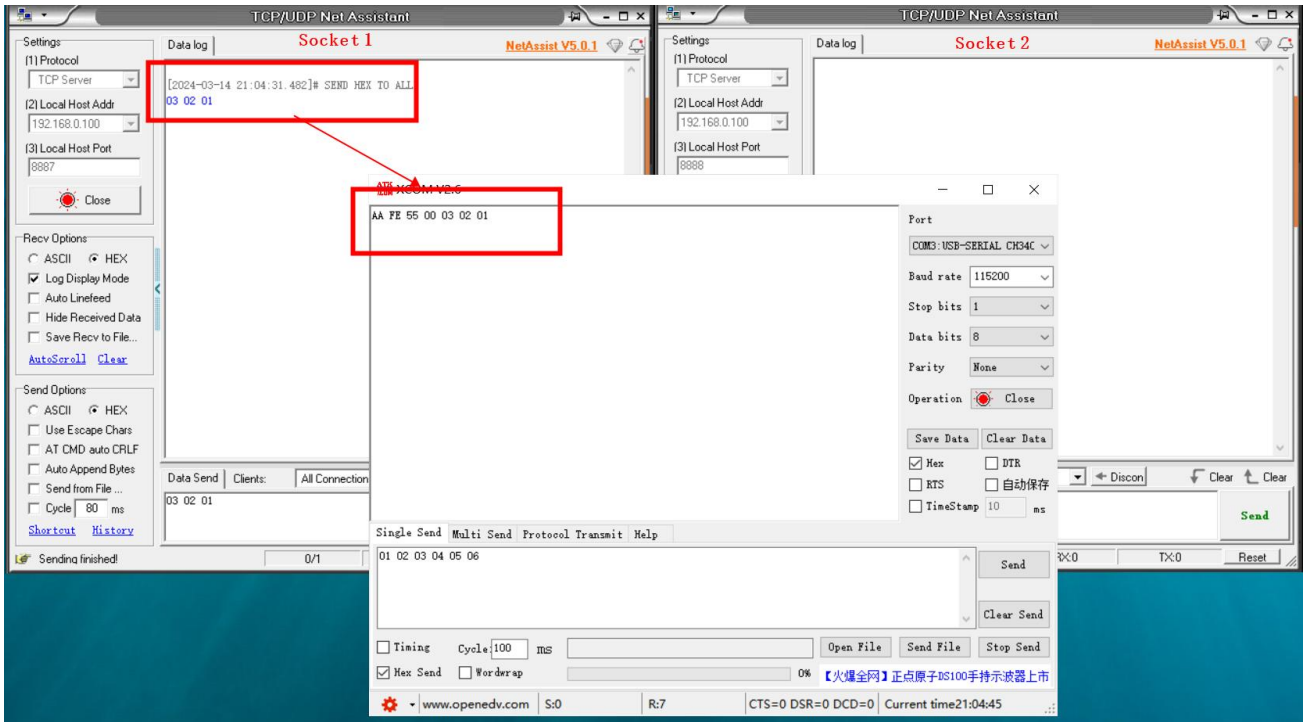 TCP/UDP Net Assistant
Settings
(1) Protocol
TCP Server
(2) Local Host Addr
192.168.0.100
(3) Local Host Port
8887
Close
Recv Options
ASCII HEX
Log Display Mode
Auto Linefeed
Hide Received Data
Save Recv to File...
AutoScroll Clear
Send Options
ASCII HEX
Use Escape Chars
AT CMD auto CRLF
Auto Append Bytes
Send from File ...
Cycle 80 ms
Shortcut History
Data log
Socket1
NetAssist V5.0.1
[2024-03-14 21:04:31.482]# SEND HEX TO ALL
03 02 01
Data Send Clients: All Connection
03 02 01
Sending finished! 0/1
TCP/UDP Net Assistant
Settings
(1) Protocol
TCP Server
(2) Local Host Addr
192.168.0.100
(3) Local Host Port
8888
Data log
Socket2
NetAssist V5.0.1
Discon Clear Clear
Send
RX:0 TX:0 Reset
XCOM V2.6
AA FE 55 00 03 02 01
Port
COM3:USB-SERIAL CH34C
Baud rate 115200
Stop bits 1
Data bits 8
Parity None
Operation Close
Save Data Clear Data
Hex DTR
RTS 自动保存
TimeStamp 10 ms
Single Send Multi Send Protocol Transmit Help
01 02 03 04 05 06
Send
Clear Send
Timing Cycle: 100 ms Open File Send File Stop Send
Hex Send Wordwrap 0% 【火爆全网】正点原子DS100手持示波器上市
www.openedv.com S:0 R:7 CTS=0 DSR=0 DCD=0 Current time21:04:45